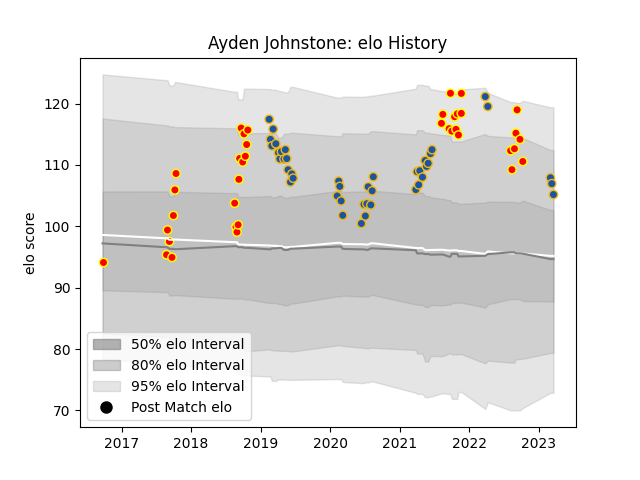 Ayden Johnstone: elo History
elo score
120
110
100
90
80
70
50% elo Interval
80% elo Interval
95% elo Interval
Post Match elo
2017 2018 2019 2020 2021 2022 2023